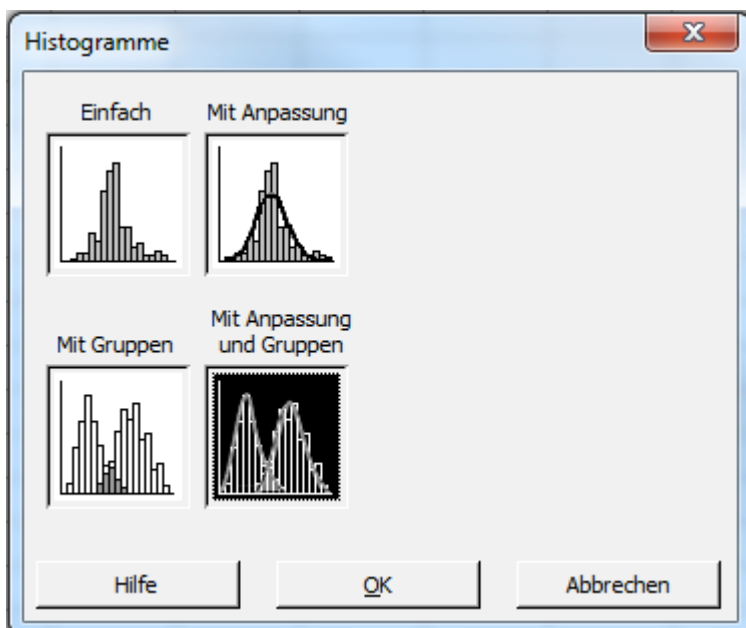 Histogramme
Einfach
Mit Anpassung
Mit Gruppen
Mit Anpassung
und Gruppen
Hilfe
OK
Abbrechen